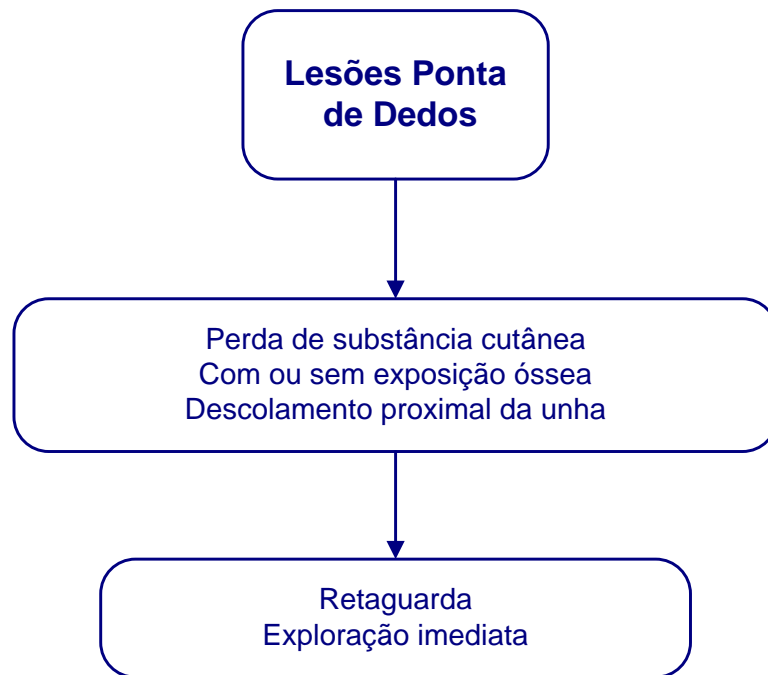 Lesões Ponta
de Dedos
Perda de substância cutânea
Com ou sem exposição óssea
Descolamento proximal da unha
Retaguarda
Exploração imediata